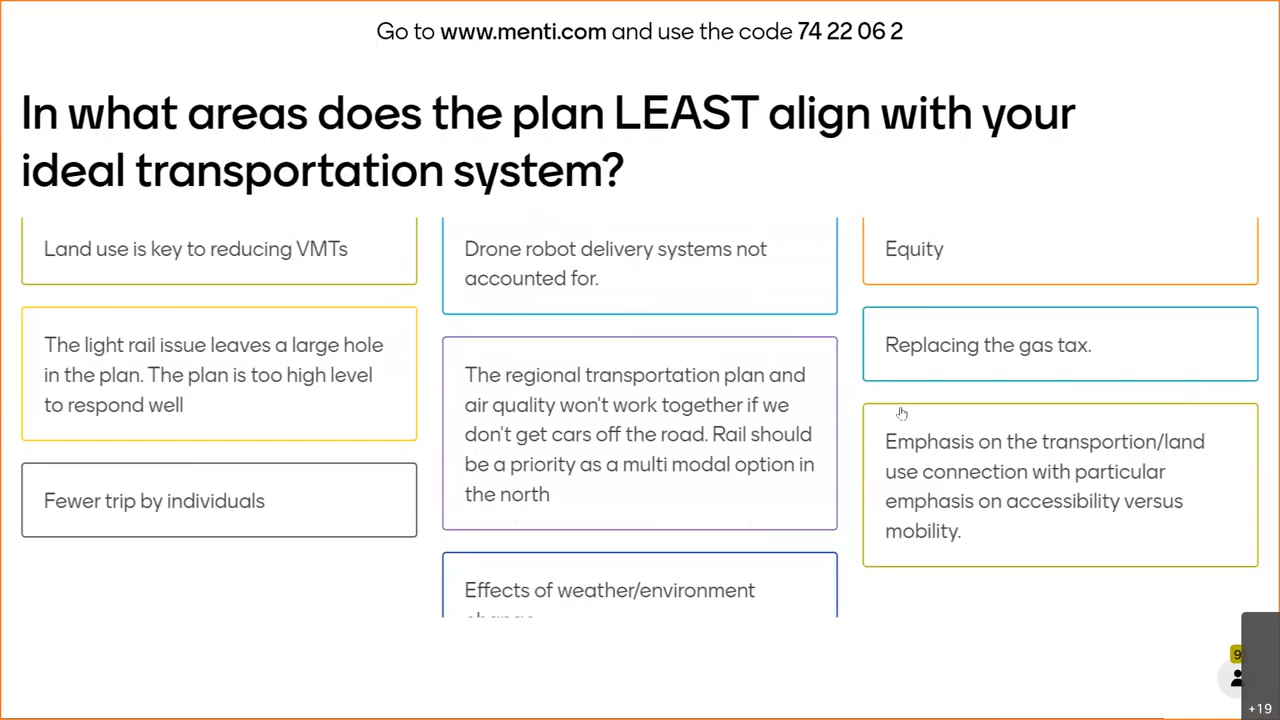 Go to www.menti.com and use the code 74 22 06 2
In what areas does the plan LEAST align with your
ideal transportation system?
Land use is key to reducing VMTs
The light rail issue leaves a large hole
in the plan. The plan is too high level
to respond well
Fewer trip by individuals
Drone robot delivery systems not
accounted for.
The regional transportation plan and
air quality won't work together if we
don't get cars off the road. Rail should
be a priority as a multi modal option in
the north
Effects of weather/environment
Equity
Replacing the gas tax.
Emphasis on the transportion/land
use connection with particular
emphasis on accessibility versus
mobility.
9
+19